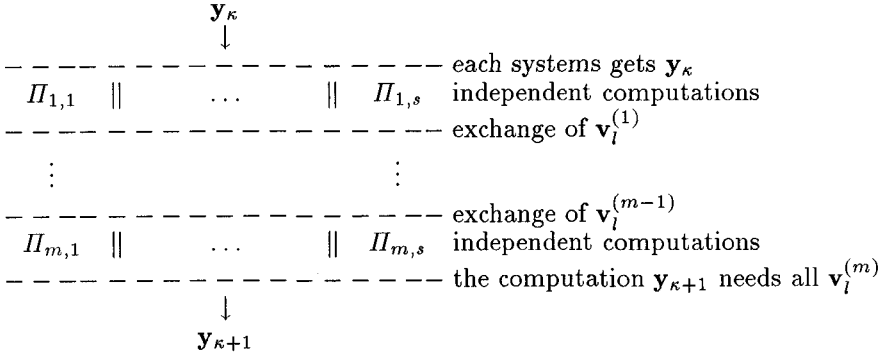 y_κ
↓
each systems gets y_κ
Π_{1,1} || ... || Π_{1,s} independent computations
exchange of v_l^{(1)}
⋮ ⋮
exchange of v_l^{(m−1)}
Π_{m,1} || ... || Π_{m,s} independent computations
the computation y_{κ+1} needs all v_l^{(m)}
↓
y_{κ+1}